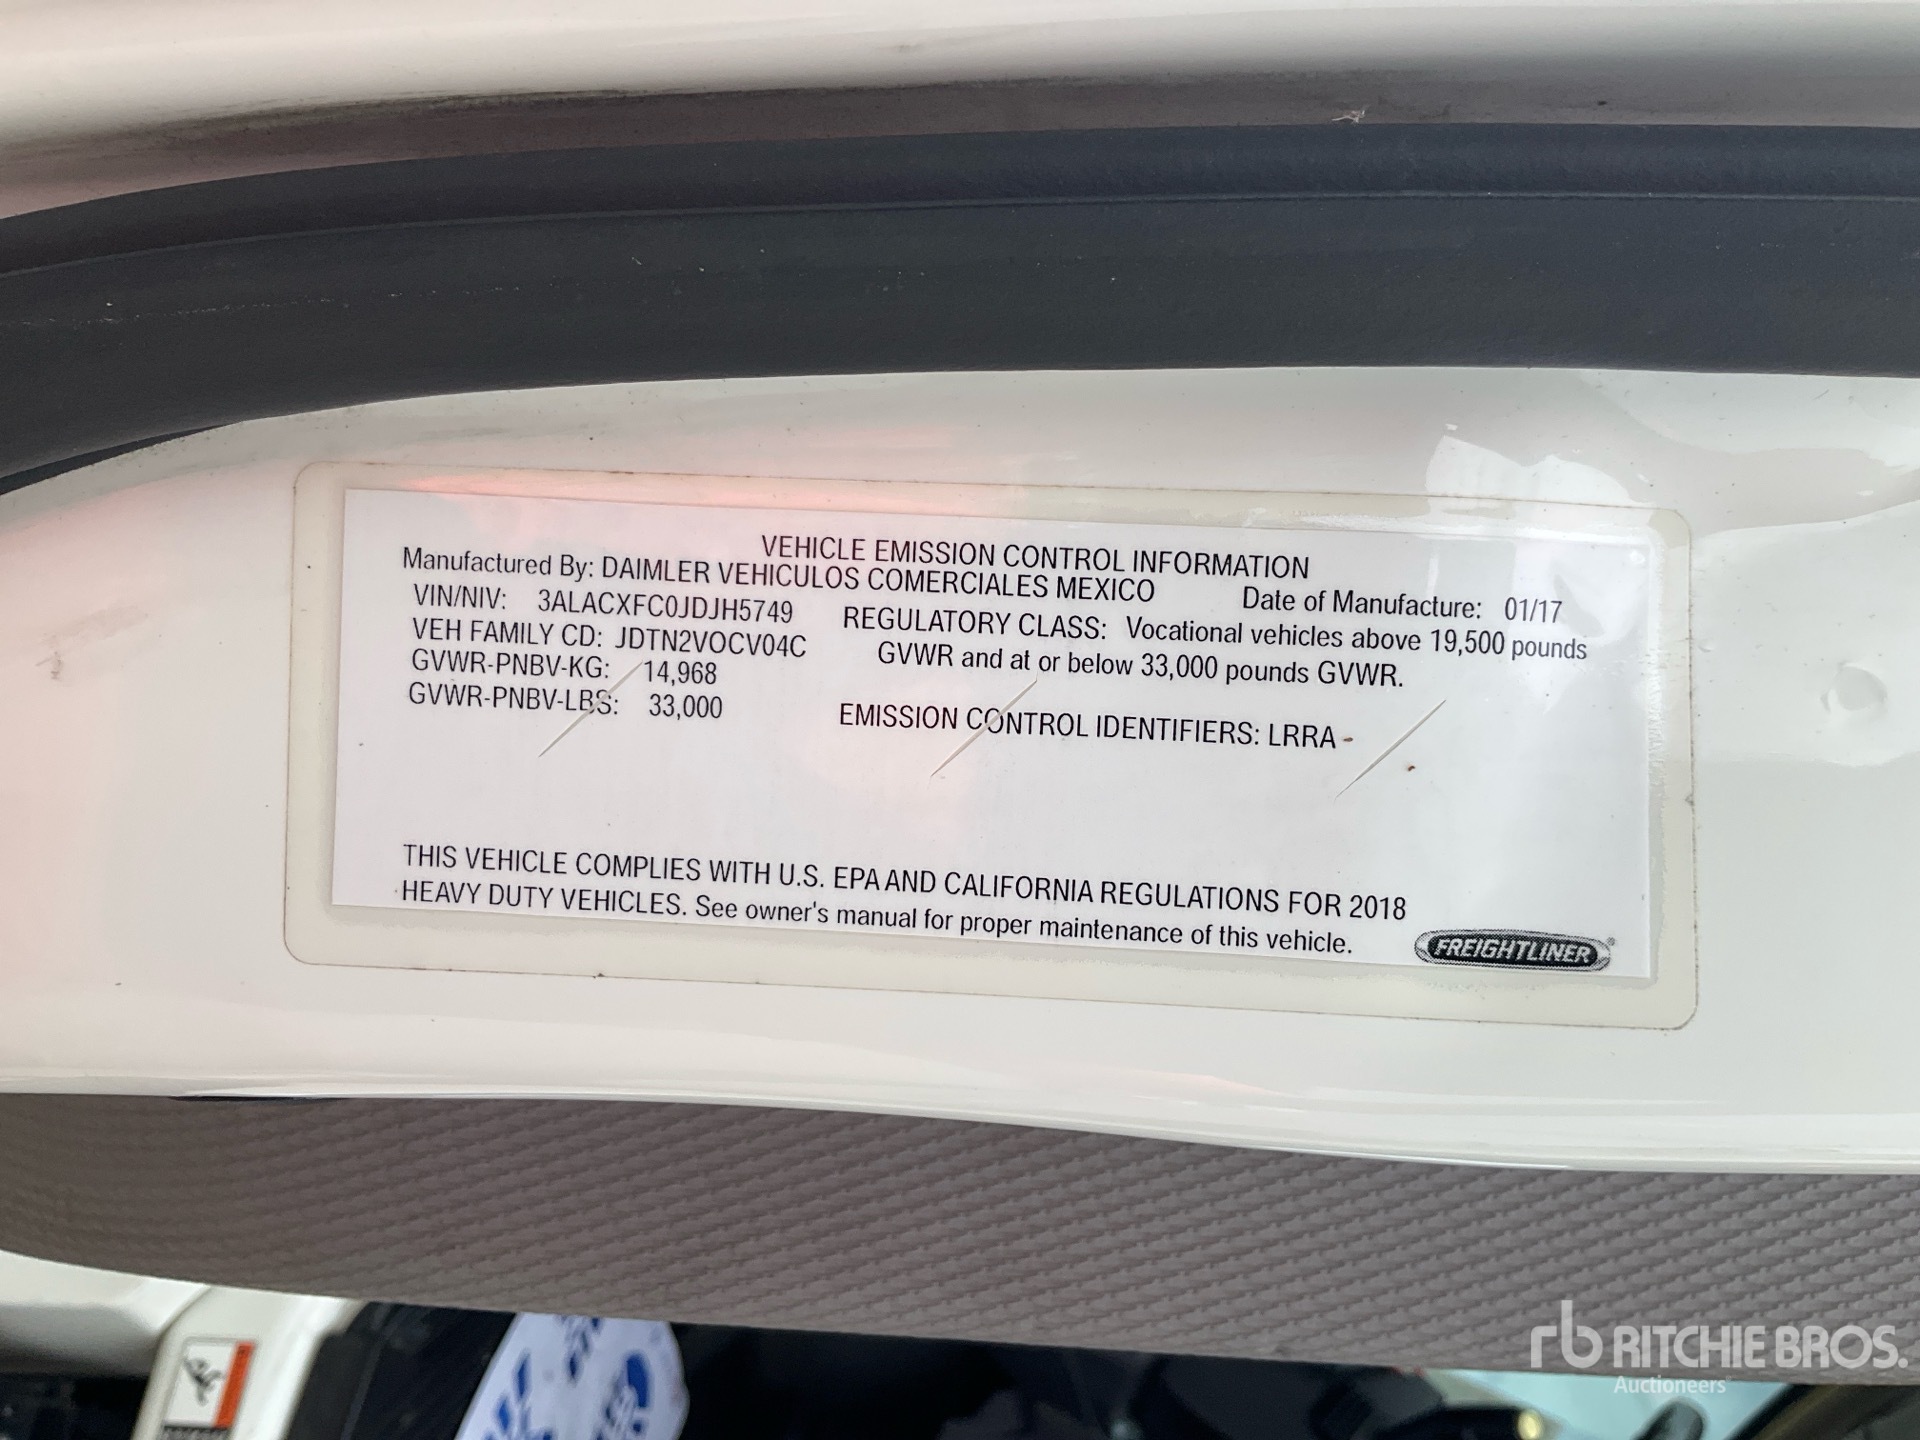 VEHICLE EMISSION CONTROL INFORMATION
Manufactured By: DAIMLER VEHICULOS COMERCIALES MEXICO
Date of Manufacture: 01/17
VIN/NIV: 3ALACXFC0JDJH5749
VEH FAMILY CD: JDTN2VOCV04C
GVWR-PNBV-KG: 14,968
GVWR-PNBV-LBS: 33,000
REGULATORY CLASS: Vocational vehicles above 19,500 pounds
GVWR and at or below 33,000 pounds GVWR.
EMISSION CONTROL IDENTIFIERS: LRRA
THIS VEHICLE COMPLIES WITH U.S. EPA AND CALIFORNIA REGULATIONS FOR 2018
HEAVY DUTY VEHICLES. See owner's manual for proper maintenance of this vehicle.
FREIGHTLINER
rb RITCHIE BROS.
Auctioneers